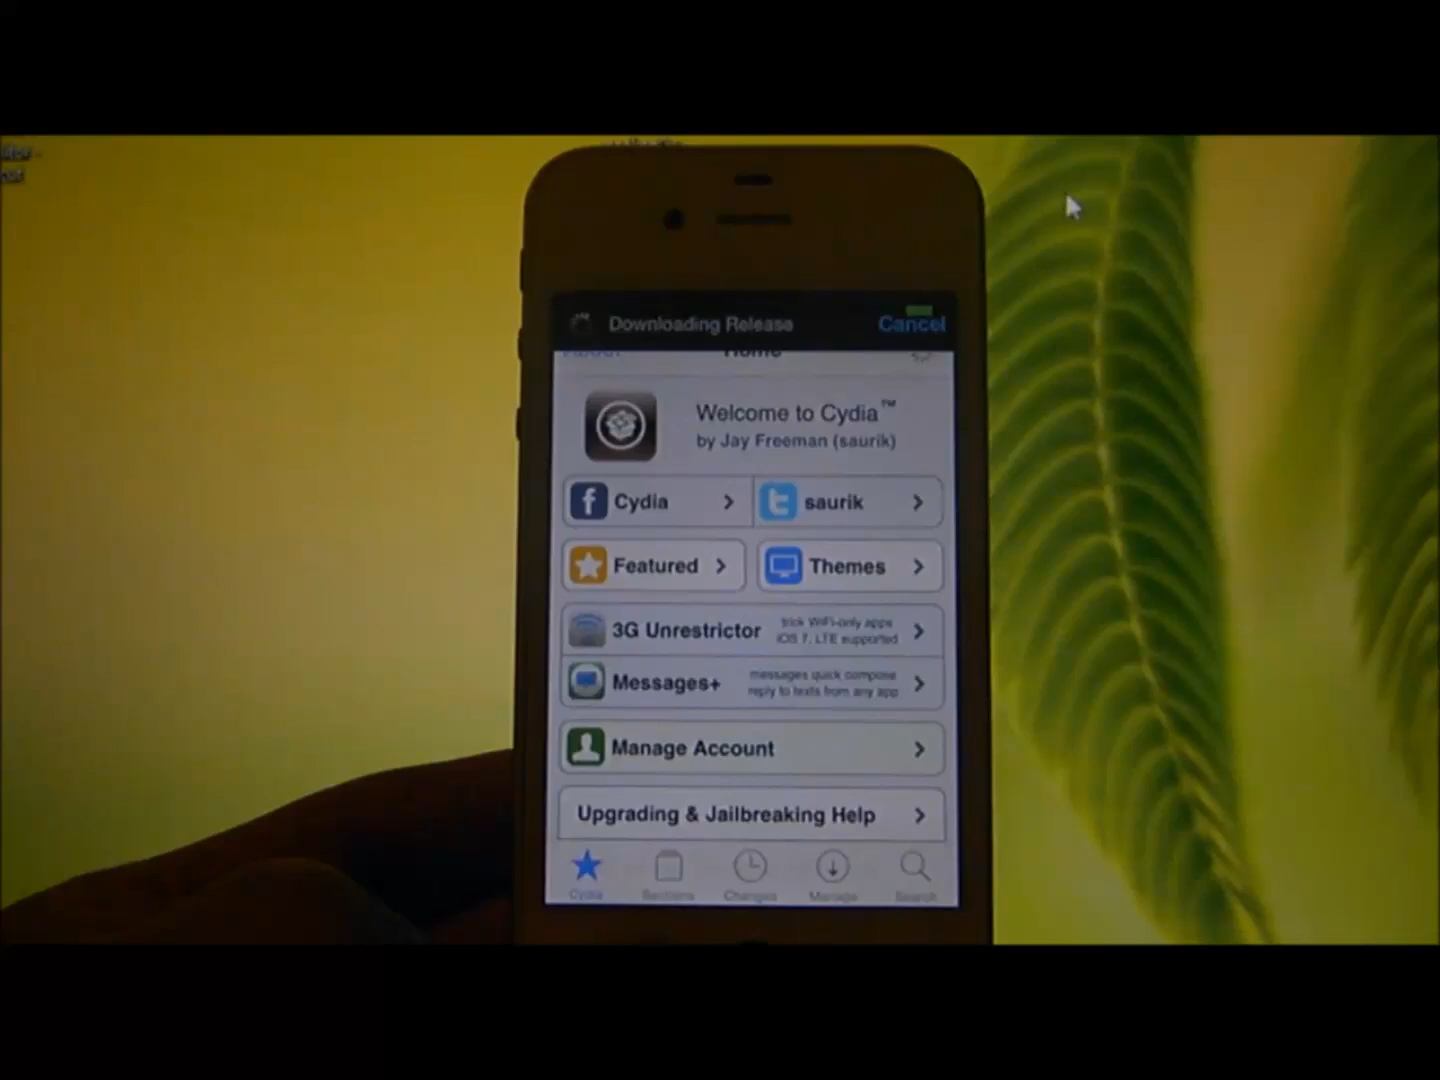 Downloading Release
Cancel
About
Home
Welcome to Cydia™
by Jay Freeman (saurik)
Cydia
saurik
Featured
Themes
3G Unrestrictor
trick WiFi-only apps
iOS 7, LTE supported
Messages+
messages quick compose
reply to texts from any app
Manage Account
Upgrading & Jailbreaking Help
Cydia
Sections
Changes
Manage
Search